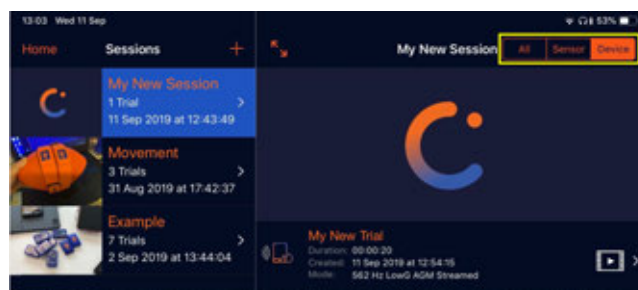 13:03 Wed 11 Sep
53%
Home Sessions + My New Session All Sensor Device
My New Session
1 Trial
11 Sep 2019 at 12:43:49
Movement
3 Trials
31 Aug 2019 at 17:42:37
Example
7 Trials
2 Sep 2019 at 13:44:04
My New Trial
Duration: 00:00:20
Created: 11 Sep 2019 at 12:54:15
Mode: 562 Hz LowG AGM Streamed